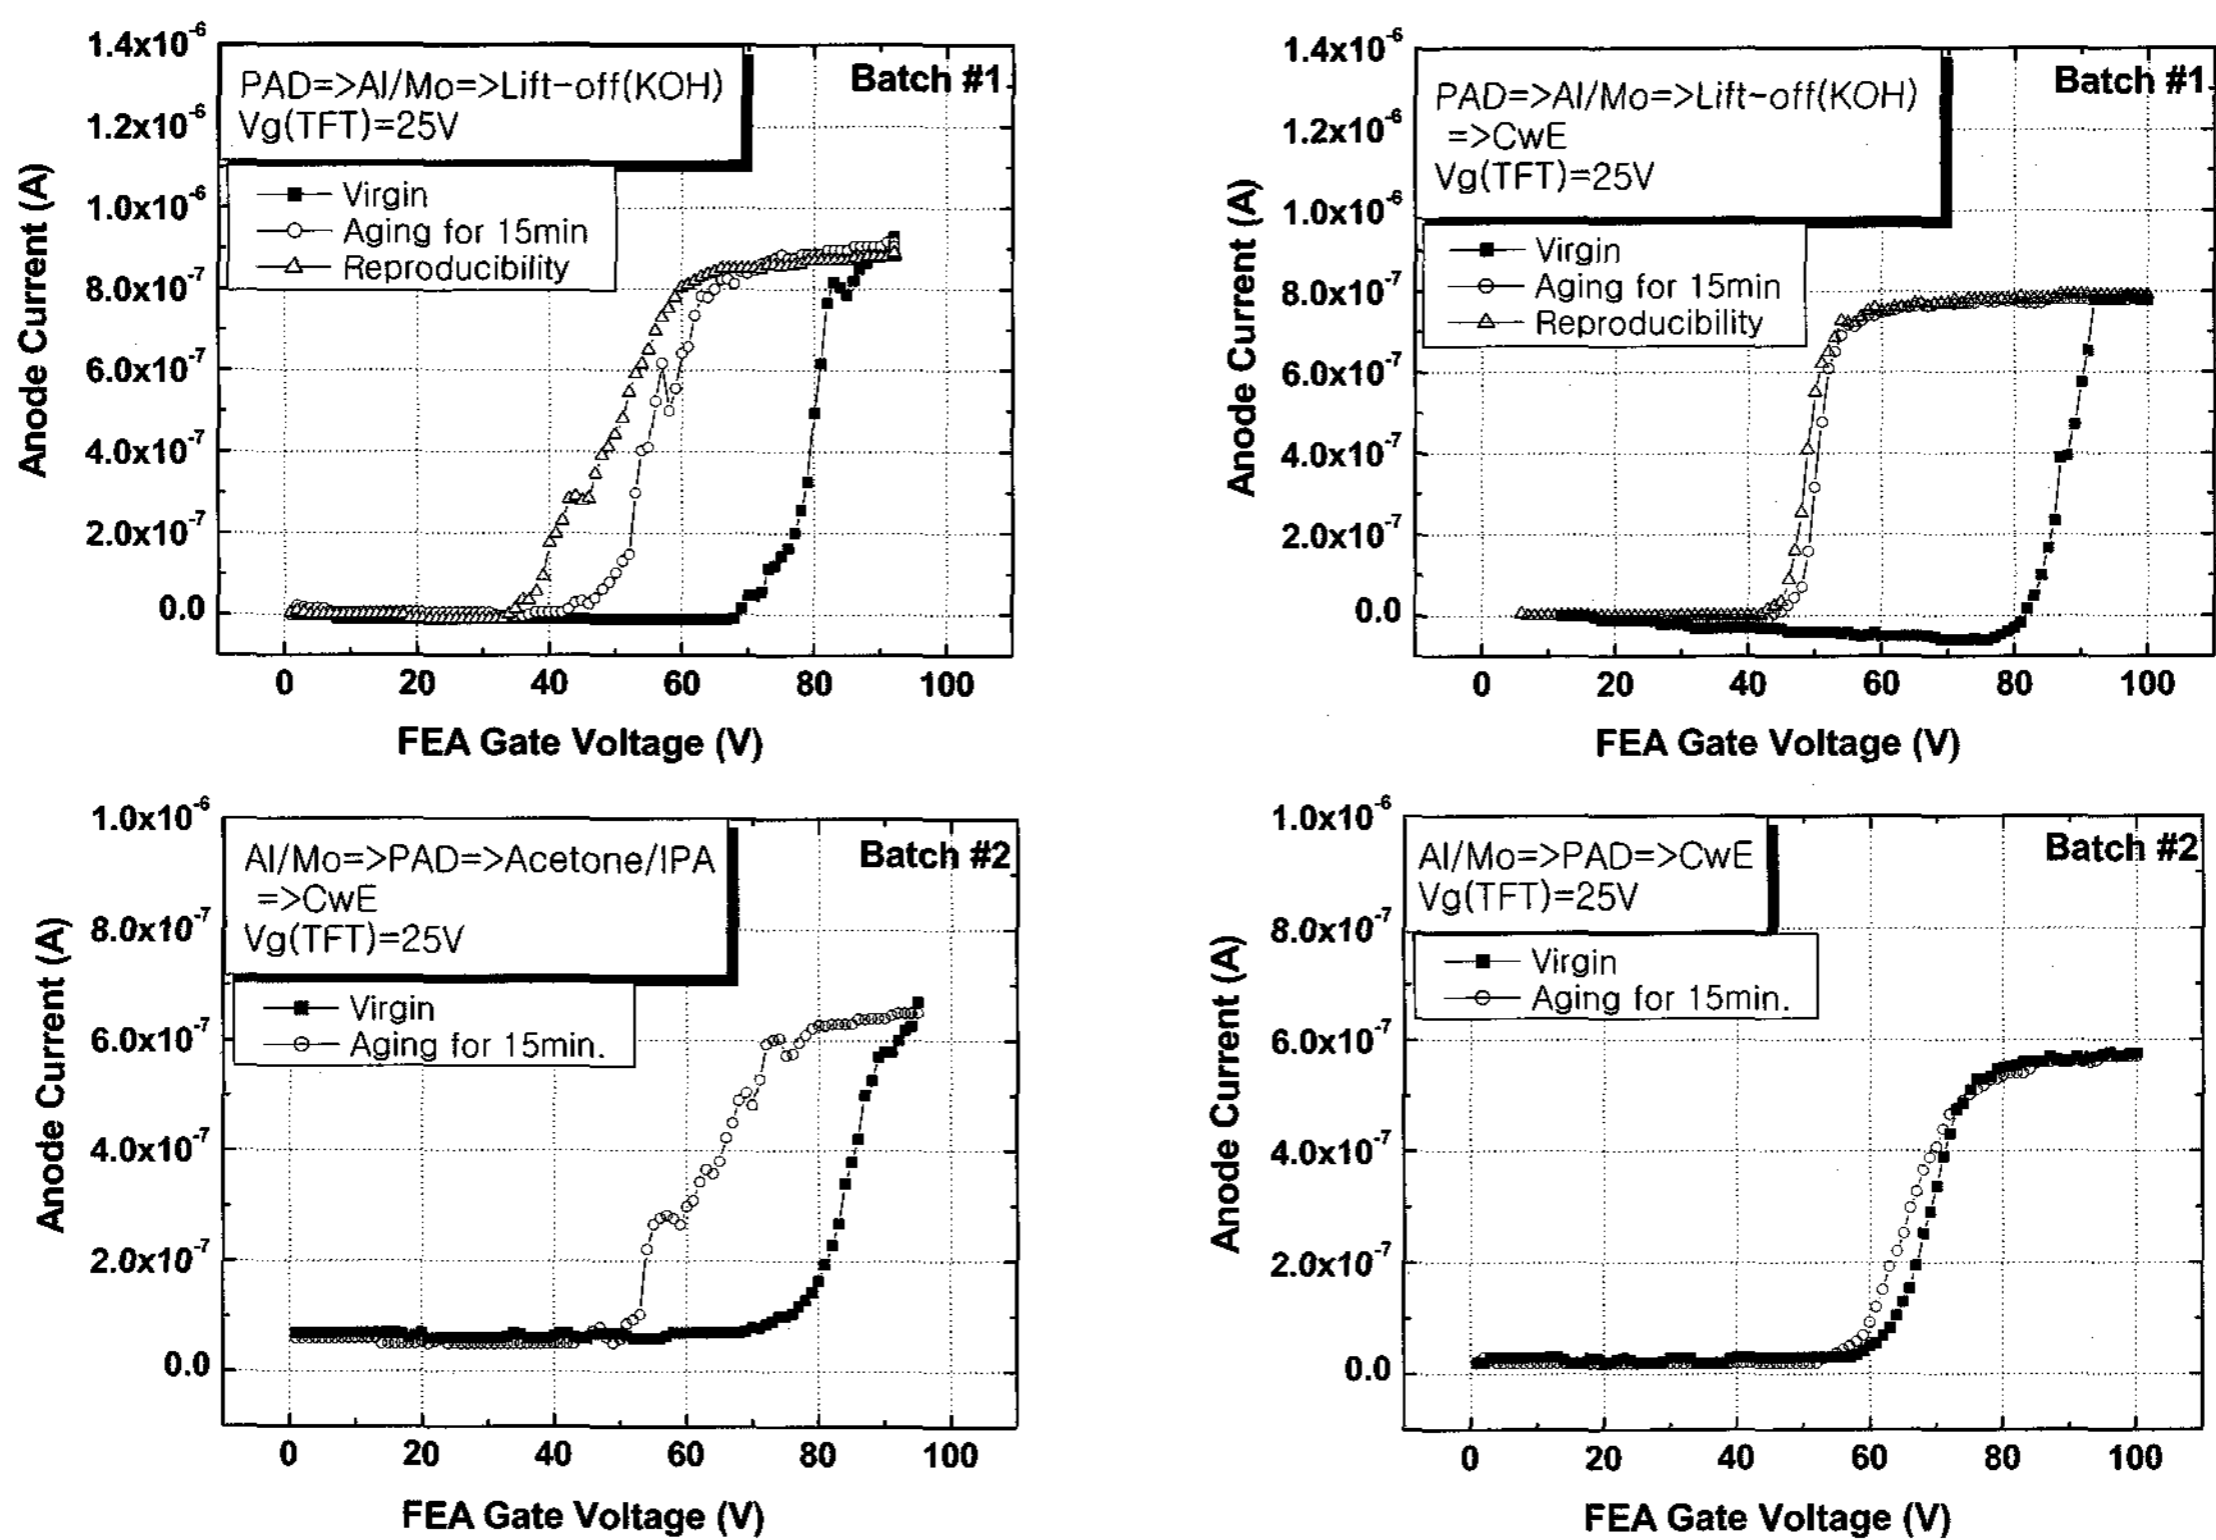 1.4x10-6
1.2x10-6
1.0x10-6
8.0x10-7
6.0x10-7
4.0x10-7
2.0x10-7
0.0
Anode Current (A)
PAD=>Al/Mo=>Lift-off(KOH)
Vg(TFT)=25V
Batch #1
Virgin
Aging for 15min
Reproducibility
0 20 40 60 80 100
FEA Gate Voltage (V)
1.4x10-6
1.2x10-6
1.0x10-6
8.0x10-7
6.0x10-7
4.0x10-7
2.0x10-7
0.0
Anode Current (A)
PAD=>Al/Mo=>Lift-off(KOH)
=>CwE
Vg(TFT)=25V
Batch #1
Virgin
Aging for 15min
Reproducibility
0 20 40 60 80 100
FEA Gate Voltage (V)
1.0x10-6
8.0x10-7
6.0x10-7
4.0x10-7
2.0x10-7
0.0
Anode Current (A)
Al/Mo=>PAD=>Acetone/IPA
=>CwE
Vg(TFT)=25V
Batch #2
Virgin
Aging for 15min.
0 20 40 60 80 100
FEA Gate Voltage (V)
1.0x10-6
8.0x10-7
6.0x10-7
4.0x10-7
2.0x10-7
0.0
Anode Current (A)
Al/Mo=>PAD=>CwE
Vg(TFT)=25V
Batch #2
Virgin
Aging for 15min.
0 20 40 60 80 100
FEA Gate Voltage (V)